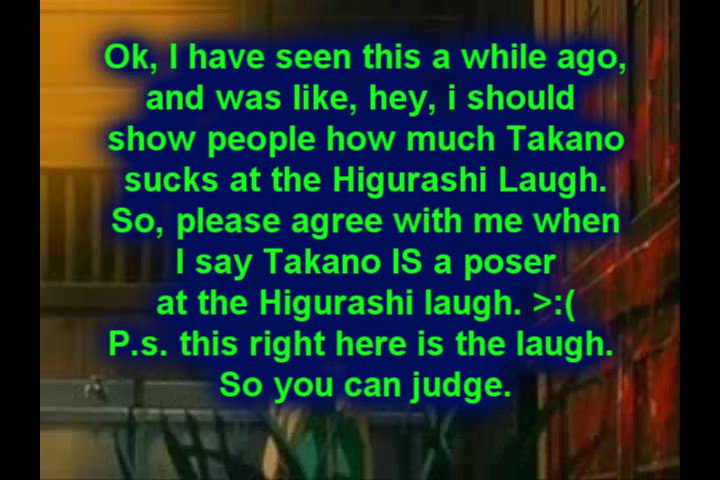 Ok, I have seen this a while ago,
and was like, hey, i should
show people how much Takano
sucks at the Higurashi Laugh.
So, please agree with me when
I say Takano IS a poser
at the Higurashi laugh. >:(
P.s. this right here is the laugh.
So you can judge.